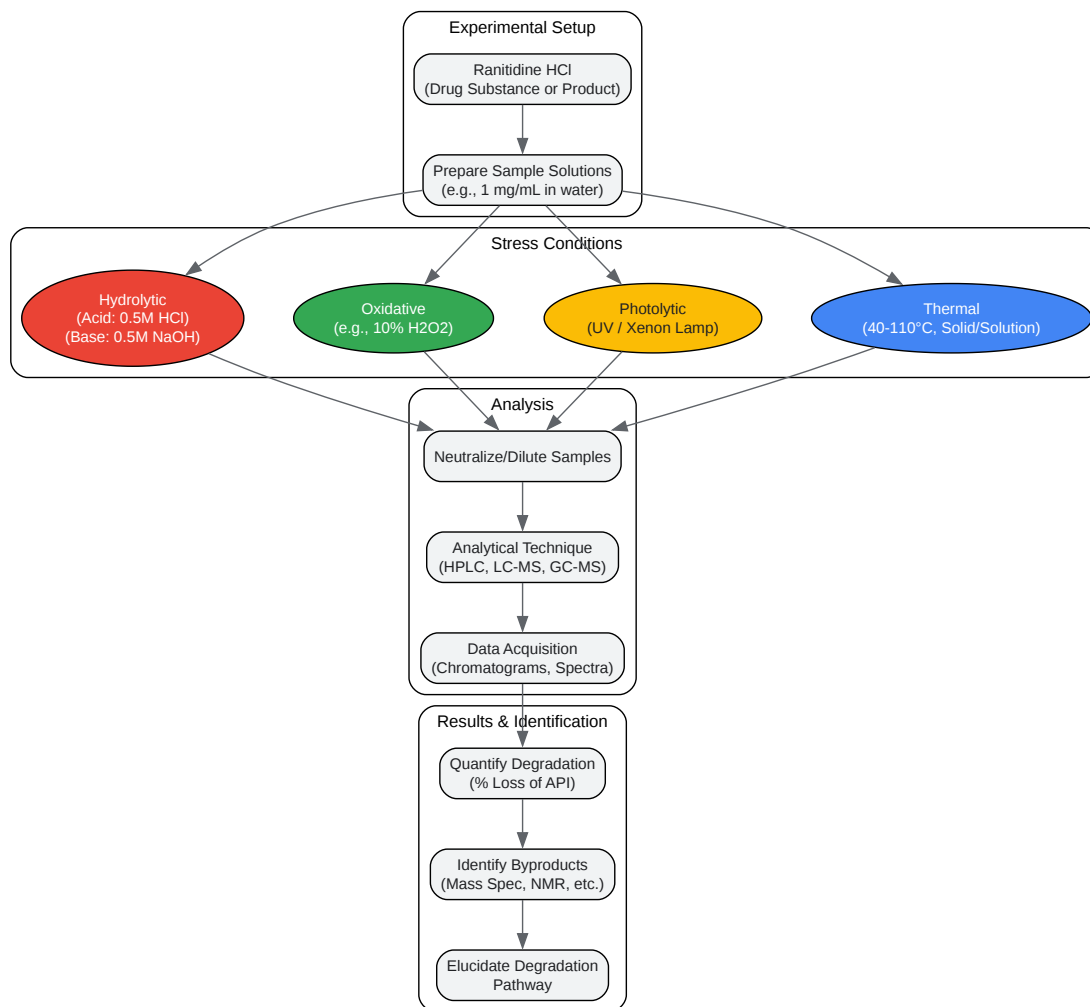 Experimental Setup
Ranitidine HCl
(Drug Substance or Product)
Prepare Sample Solutions
(e.g., 1 mg/mL in water)
Stress Conditions
Hydrolytic
(Acid: 0.5M HCl)
(Base: 0.5M NaOH)
Oxidative
(e.g., 10% H2O2)
Photolytic
(UV / Xenon Lamp)
Thermal
(40-110°C, Solid/Solution)
Analysis
Neutralize/Dilute Samples
Analytical Technique
(HPLC, LC-MS, GC-MS)
Data Acquisition
(Chromatograms, Spectra)
Results & Identification
Quantify Degradation
(% Loss of API)
Identify Byproducts
(Mass Spec, NMR, etc.)
Elucidate Degradation
Pathway